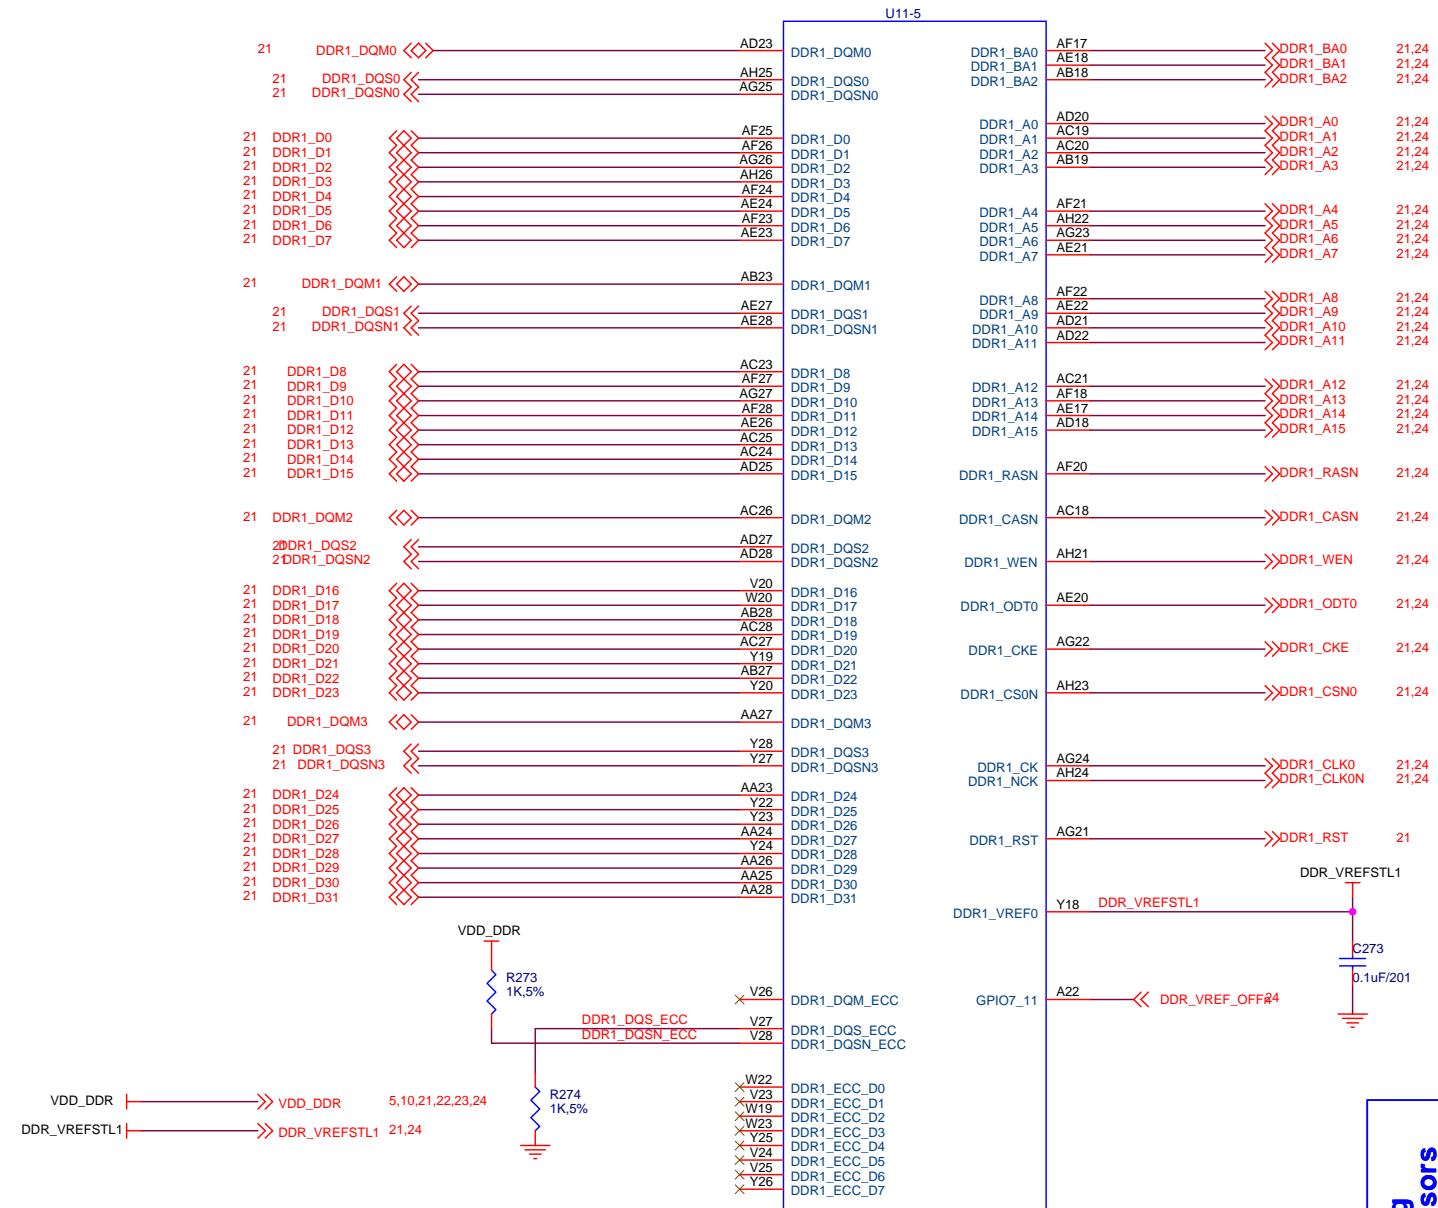 U11-5
21 DDR1_DQM0 AD23 DDR1_DQM0
21 DDR1_DQS0 AH25 DDR1_DQS0
21 DDR1_DQSN0 AG25 DDR1_DQSN0
21 DDR1_D0 AF25 DDR1_D0
21 DDR1_D1 AF26 DDR1_D1
21 DDR1_D2 AG26 DDR1_D2
21 DDR1_D3 AH26 DDR1_D3
21 DDR1_D4 AF24 DDR1_D4
21 DDR1_D5 AE24 DDR1_D5
21 DDR1_D6 AF23 DDR1_D6
21 DDR1_D7 AE23 DDR1_D7
21 DDR1_DQM1 AB23 DDR1_DQM1
21 DDR1_DQS1 AE27 DDR1_DQS1
21 DDR1_DQSN1 AE28 DDR1_DQSN1
21 DDR1_D8 AC23 DDR1_D8
21 DDR1_D9 AF27 DDR1_D9
21 DDR1_D10 AG27 DDR1_D10
21 DDR1_D11 AF28 DDR1_D11
21 DDR1_D12 AE26 DDR1_D12
21 DDR1_D13 AC25 DDR1_D13
21 DDR1_D14 AC24 DDR1_D14
21 DDR1_D15 AD25 DDR1_D15
21 DDR1_DQM2 AC26 DDR1_DQM2
21 DDR1_DQS2 AD27 DDR1_DQS2
21 DDR1_DQSN2 AD28 DDR1_DQSN2
21 DDR1_D16 V20 DDR1_D16
21 DDR1_D17 W20 DDR1_D17
21 DDR1_D18 AB28 DDR1_D18
21 DDR1_D19 AC28 DDR1_D19
21 DDR1_D20 AC27 DDR1_D20
21 DDR1_D21 Y19 DDR1_D21
21 DDR1_D22 AB27 DDR1_D22
21 DDR1_D23 Y20 DDR1_D23
21 DDR1_DQM3 AA27 DDR1_DQM3
21 DDR1_DQS3 Y28 DDR1_DQS3
21 DDR1_DQSN3 Y27 DDR1_DQSN3
21 DDR1_D24 AA23 DDR1_D24
21 DDR1_D25 Y22 DDR1_D25
21 DDR1_D26 Y23 DDR1_D26
21 DDR1_D27 AA24 DDR1_D27
21 DDR1_D28 Y24 DDR1_D28
21 DDR1_D29 AA26 DDR1_D29
21 DDR1_D30 AA25 DDR1_D30
21 DDR1_D31 AA28 DDR1_D31
VDD_DDR
R273
1K,5%
V26 DDR1_DQM_ECC
DDR1_DQS_ECC V27 DDR1_DQS_ECC
DDR1_DQSN_ECC V28 DDR1_DQSN_ECC
R274
1K,5%
W22 DDR1_ECC_D0
V23 DDR1_ECC_D1
W19 DDR1_ECC_D2
W23 DDR1_ECC_D3
Y25 DDR1_ECC_D4
V24 DDR1_ECC_D5
V25 DDR1_ECC_D6
Y26 DDR1_ECC_D7
VDD_DDR VDD_DDR 5,10,21,22,23,24
DDR_VREFSTL1 DDR_VREFSTL1 21,24
DDR1_BA0 AF17 DDR1_BA0 21,24
DDR1_BA1 AE18 DDR1_BA1 21,24
DDR1_BA2 AB18 DDR1_BA2 21,24
DDR1_A0 AD20 DDR1_A0 21,24
DDR1_A1 AC19 DDR1_A1 21,24
DDR1_A2 AC20 DDR1_A2 21,24
DDR1_A3 AB19 DDR1_A3 21,24
DDR1_A4 AF21 DDR1_A4 21,24
DDR1_A5 AH22 DDR1_A5 21,24
DDR1_A6 AG23 DDR1_A6 21,24
DDR1_A7 AE21 DDR1_A7 21,24
DDR1_A8 AF22 DDR1_A8 21,24
DDR1_A9 AE22 DDR1_A9 21,24
DDR1_A10 AD21 DDR1_A10 21,24
DDR1_A11 AD22 DDR1_A11 21,24
DDR1_A12 AC21 DDR1_A12 21,24
DDR1_A13 AF18 DDR1_A13 21,24
DDR1_A14 AE17 DDR1_A14 21,24
DDR1_A15 AD18 DDR1_A15 21,24
DDR1_RASN AF20 DDR1_RASN 21,24
DDR1_CASN AC18 DDR1_CASN 21,24
DDR1_WEN AH21 DDR1_WEN 21,24
DDR1_ODT0 AE20 DDR1_ODT0 21,24
DDR1_CKE AG22 DDR1_CKE 21,24
DDR1_CS0N AH23 DDR1_CSN0 21,24
DDR1_CK AG24 DDR1_CLK0 21,24
DDR1_NCK AH24 DDR1_CLK0N 21,24
DDR1_RST AG21 DDR1_RST 21
DDR_VREFSTL1
DDR1_VREF0 Y18 DDR_VREFSTL1
C273
0.1uF/201
GPIO7_11 A22 DDR_VREF_OFF 24
sors